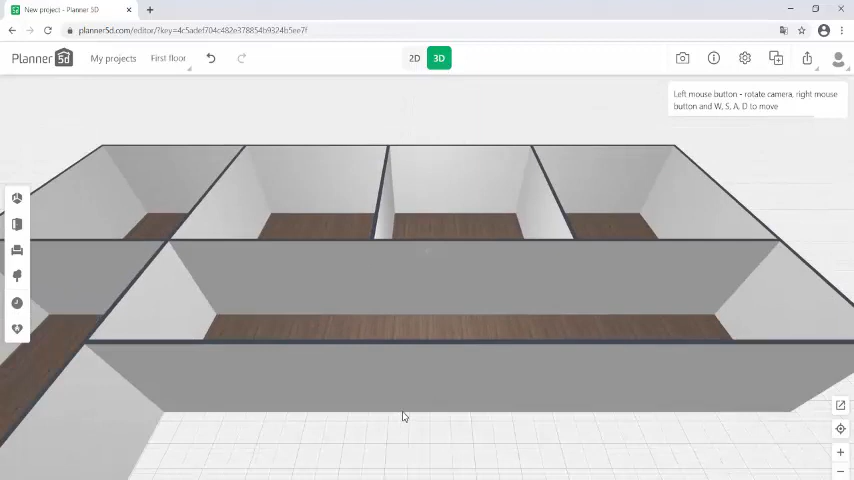 New project - Planner 5D
planner5d.com/editor/?key=4c5adef704c482e378854b9324b5ee7f
Planner 5d
My projects
First floor
2D
3D
Left mouse button - rotate camera, right mouse
button and W, S, A, D to move